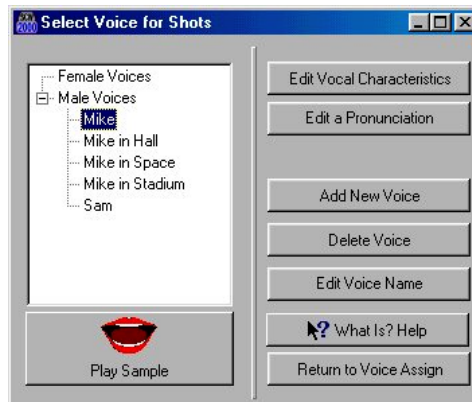 Select Voice for Shots
Female Voices
Male Voices
Mike
Mike in Hall
Mike in Space
Mike in Stadium
Sam
Play Sample
Edit Vocal Characteristics
Edit a Pronunciation
Add New Voice
Delete Voice
Edit Voice Name
? What Is? Help
Return to Voice Assign